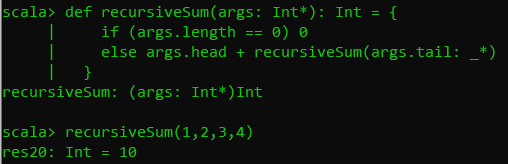 scala> def recursiveSum(args: Int*): Int = {
     |     if (args.length == 0) 0
     |     else args.head + recursiveSum(args.tail: _*)
     |   }
recursiveSum: (args: Int*)Int
scala> recursiveSum(1,2,3,4)
res20: Int = 10